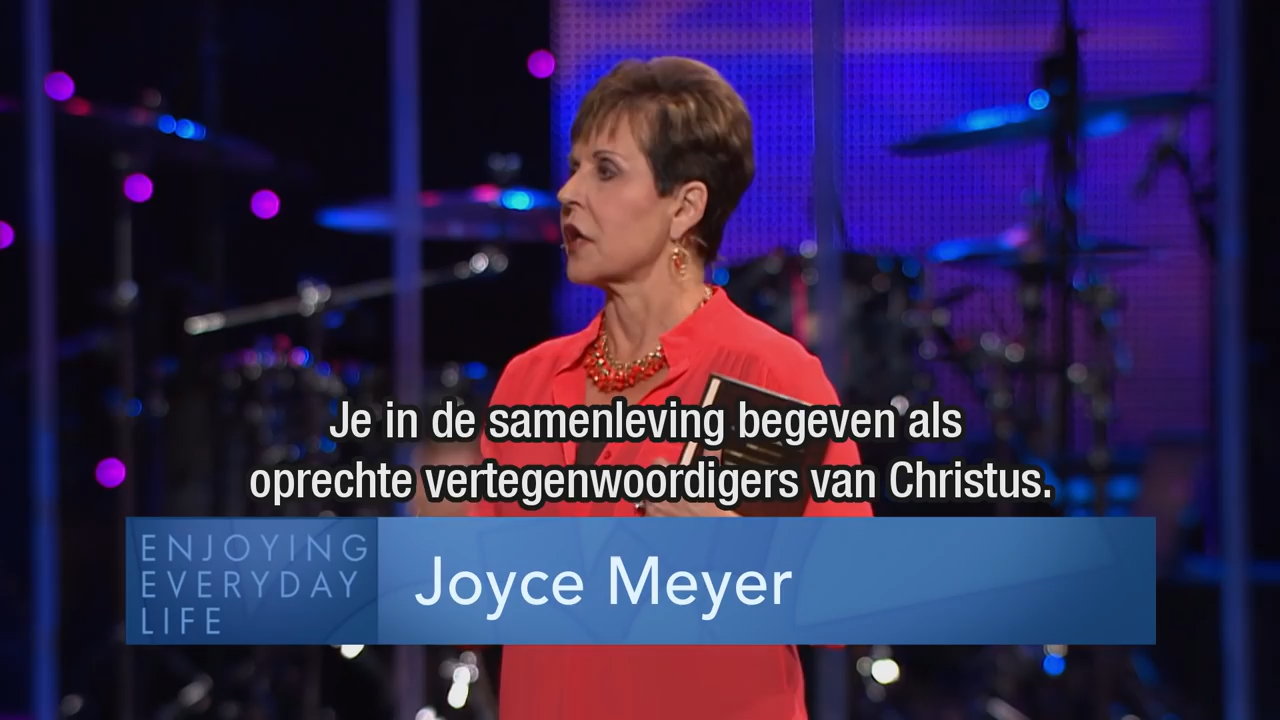 Je in de samenleving begeven als
oprechte vertegenwoordigers van Christus.
ENJOYING
EVERYDAY
LIFE
Joyce Meyer